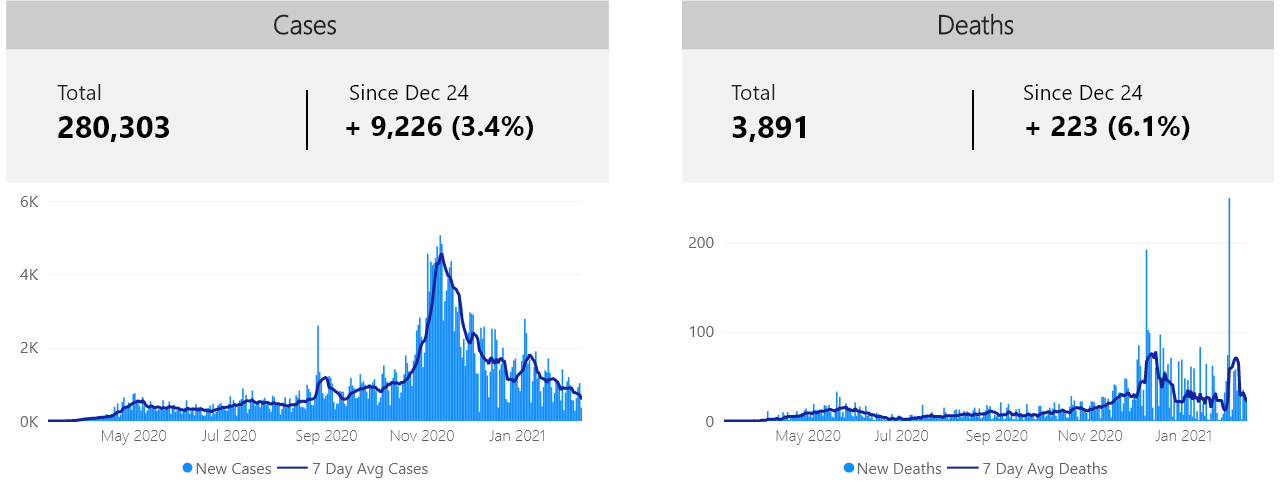 Cases
Total
280,303
Since Dec 24
+ 9,226 (3.4%)
6K
4K
2K
0K
May 2020
Jul 2020
Sep 2020
Nov 2020
Jan 2021
New Cases
7 Day Avg Cases
Deaths
Total
3,891
Since Dec 24
+ 223 (6.1%)
200
100
0
May 2020
Jul 2020
Sep 2020
Nov 2020
Jan 2021
New Deaths
7 Day Avg Deaths